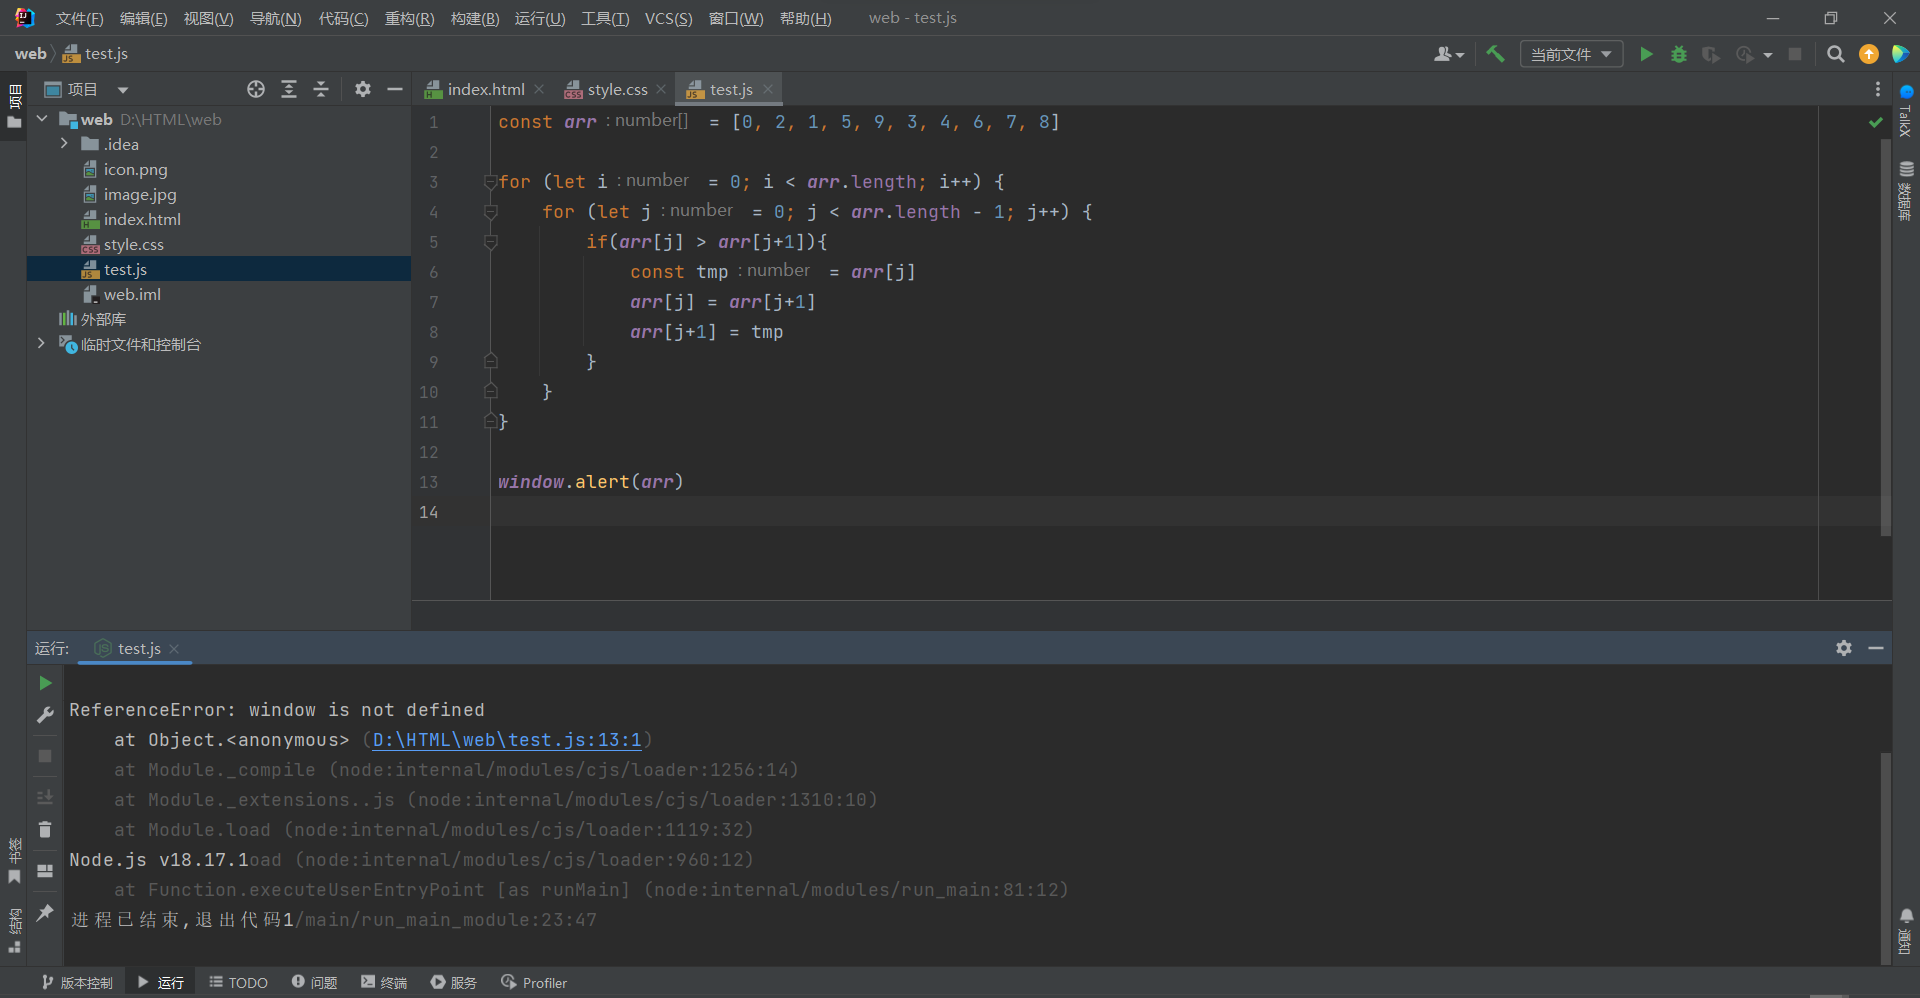 文件(F) 编辑(E) 视图(V) 导航(N) 代码(C) 重构(R) 构建(B) 运行(U) 工具(T) VCS(S) 窗口(W) 帮助(H) web - test.js
web test.js
当前文件
项目
index.html
style.css
test.js
项目
web D:\HTML\web
.idea
icon.png
image.jpg
index.html
style.css
test.js
web.iml
外部库
临时文件和控制台
1 const arr : number[] = [0, 2, 1, 5, 9, 3, 4, 6, 7, 8]
2
3 for (let i : number = 0; i < arr.length; i++) {
4 for (let j : number = 0; j < arr.length - 1; j++) {
5 if(arr[j] > arr[j+1]){
6 const tmp : number = arr[j]
7 arr[j] = arr[j+1]
8 arr[j+1] = tmp
9 }
10 }
11 }
12
13 window.alert(arr)
14
TalkX
数据库
运行: test.js
ReferenceError: window is not defined
at Object.<anonymous> (D:\HTML\web\test.js:13:1)
at Module._compile (node:internal/modules/cjs/loader:1256:14)
at Module._extensions..js (node:internal/modules/cjs/loader:1310:10)
at Module.load (node:internal/modules/cjs/loader:1119:32)
Node.js v18.17.1oad (node:internal/modules/cjs/loader:960:12)
at Function.executeUserEntryPoint [as runMain] (node:internal/modules/run_main:81:12)
进程已结束,退出代码1/main/run_main_module:23:47
书签
结构
通知
版本控制 运行 TODO 问题 终端 服务 Profiler